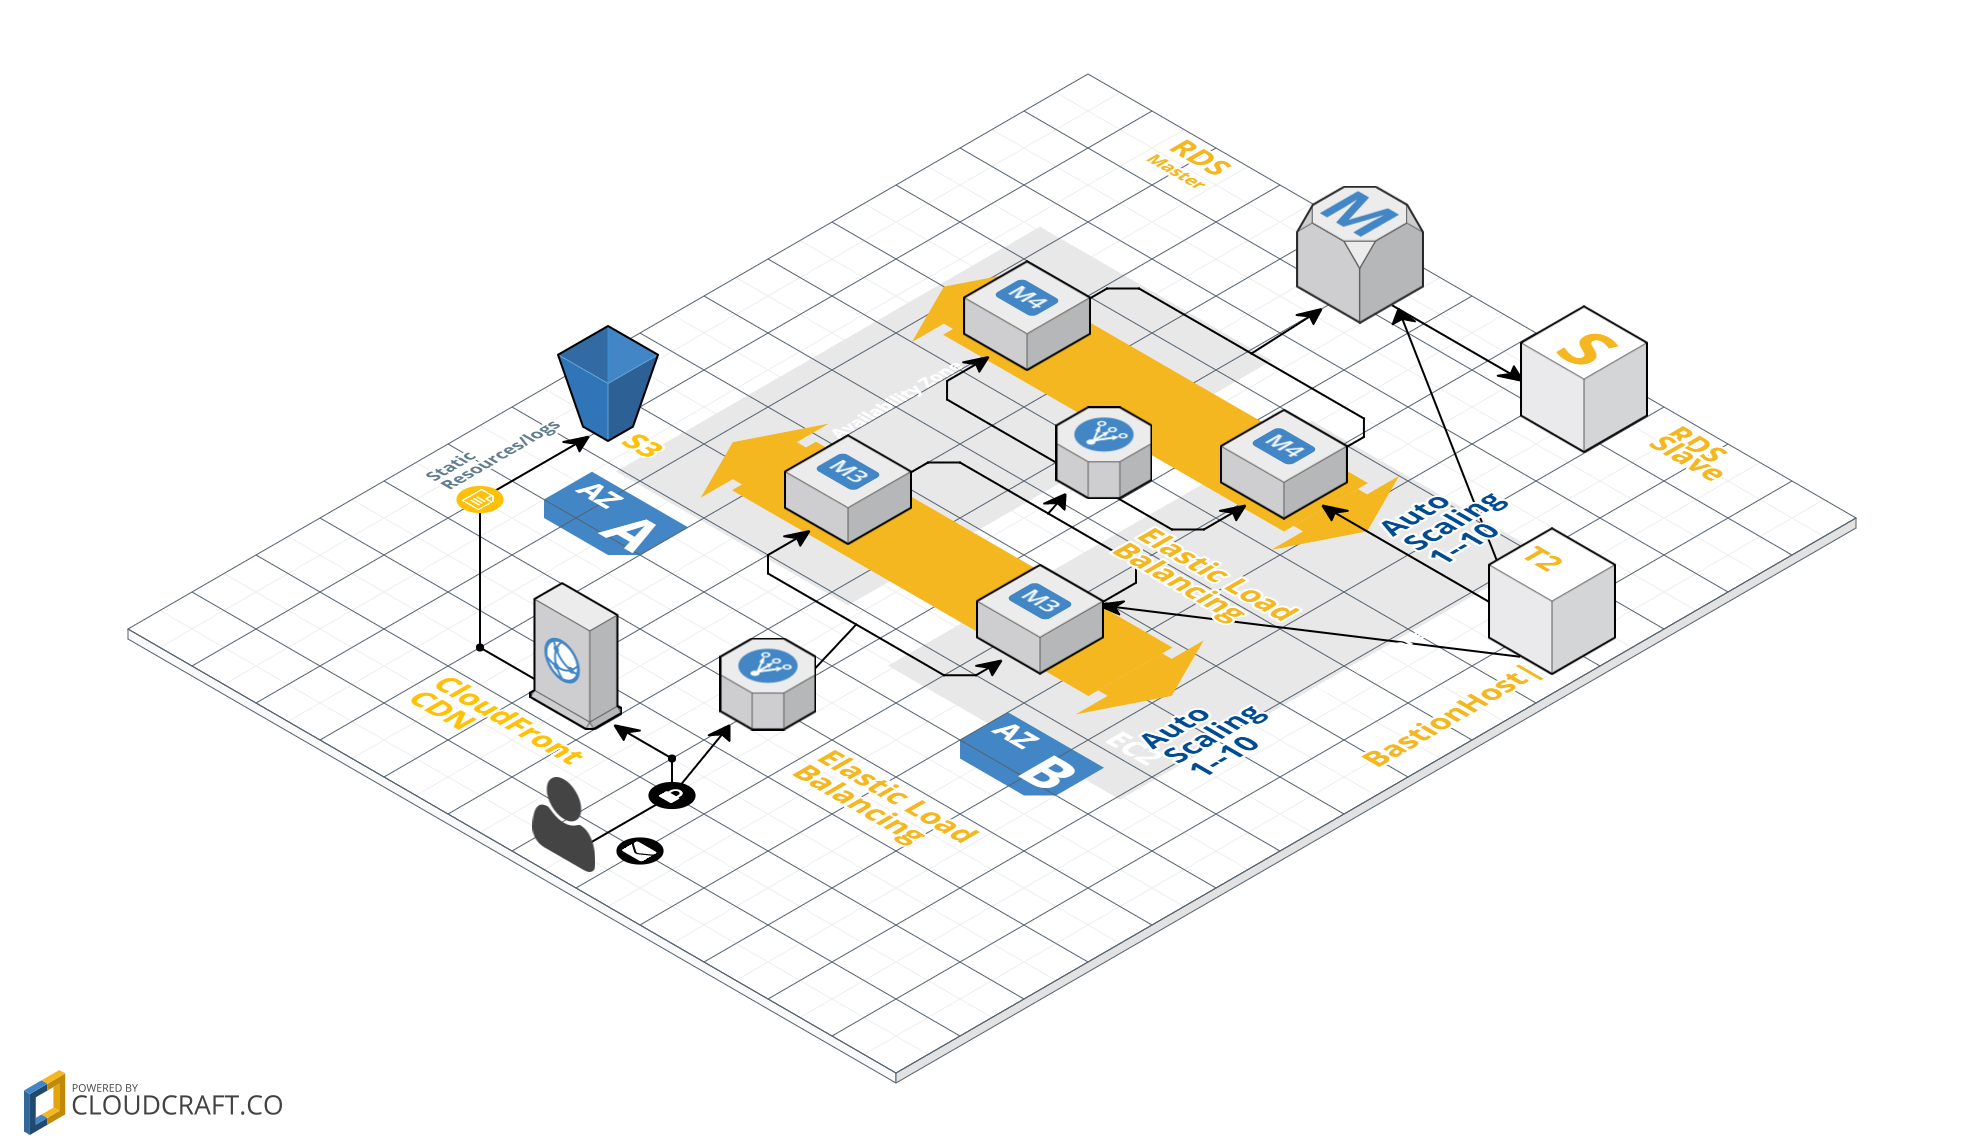 RDS
Master
M
M4
S
Availability Zone
M4
S3
Static
Resources/logs
M3
RDS
Slave
AZ
A
Auto
Scaling
1--10
Elastic Load
Balancing
T2
M3
CloudFront
CDN
BastionHost
AZ
B
EC2
Auto
Scaling
1--10
Elastic Load
Balancing
POWERED BY
CLOUDCRAFT.CO